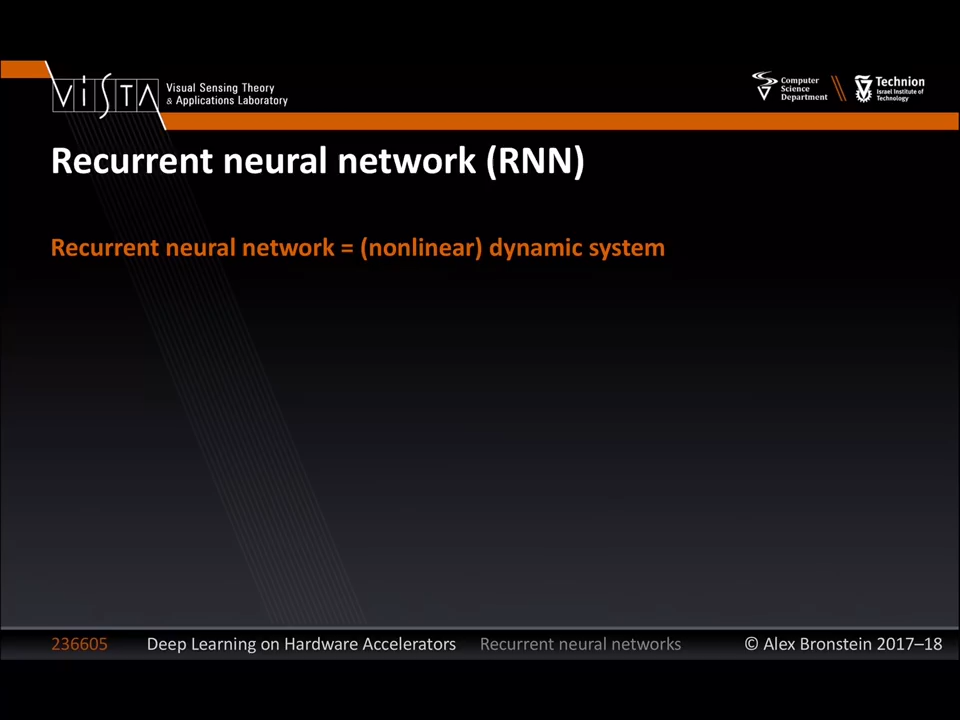 VISTA
Visual Sensing Theory
& Applications Laboratory
Computer
Science
Department
Technion
Israel Institute of
Technology
Recurrent neural network (RNN)
Recurrent neural network = (nonlinear) dynamic system
236605 Deep Learning on Hardware Accelerators Recurrent neural networks © Alex Bronstein 2017–18